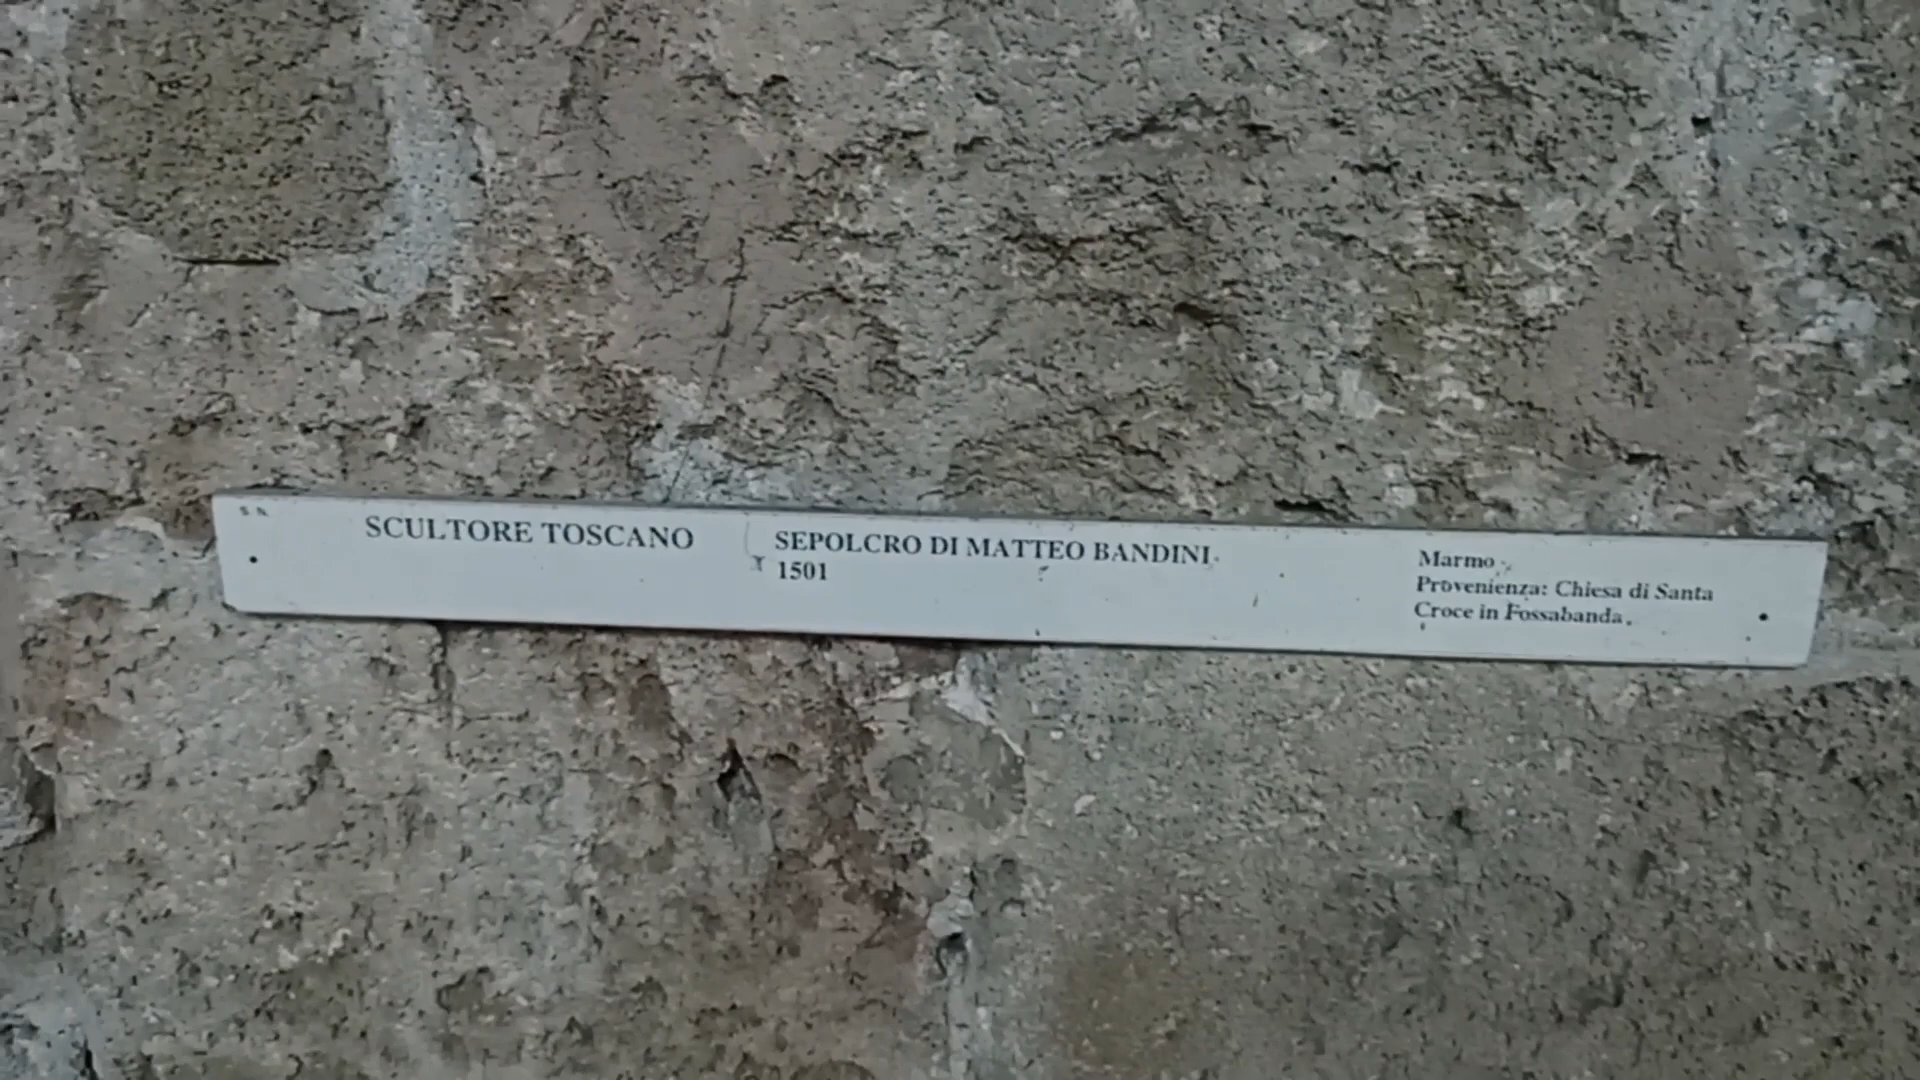 S. N.
SCULTORE TOSCANO
SEPOLCRO DI MATTEO BANDINI
1501
Marmo
Provenienza: Chiesa di Santa
Croce in Fossabanda.